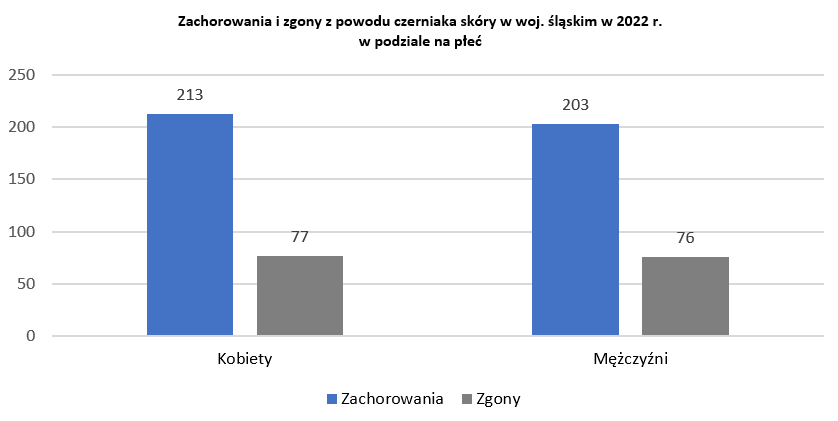 Zachorowania i zgony z powodu czerniaka skóry w woj. śląskim w 2022 r.
w podziale na płeć
250
200
150
100
50
0
213
77
203
76
Kobiety
Mężczyźni
Zachorowania
Zgony